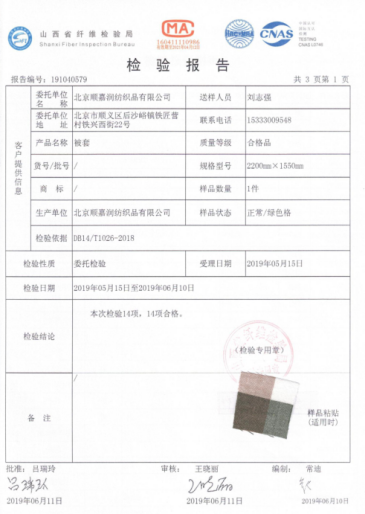 山西省纤维检验局
Shanxi Fiber Inspection Bureau
MA
160411110986
ilac-MRA
CNAS
TESTING
检 验 报 告
报告编号：191040579
共 3 页第 1 页
客户提供信息
委托单位名称 北京顺嘉润纺织品有限公司 送样人员 刘志强
委托单位地址 北京市顺义区后沙峪镇铁匠营村铁兴西街22号 联系电话 15333009548
产品名称 被套 质量等级 合格品
货号/批号 / 规格型号 2200mm×1550mm
商 标 / 样品数量 1件
生产单位 北京顺嘉润纺织品有限公司 样品状态 正常/绿色格
检验依据 DB14/T1026-2018
检验性质 委托检验 受理日期 2019年05月15日
检验日期 2019年05月15日至2019年06月10日
检验结论 本次检验14项，14项合格。
(检验专用章)
备 注 /
样品粘贴
(适用时)
批准： 吕瑞玲 审核： 王晓丽 编制： 常迪
2019年06月11日 2019年06月11日 2019年06月10日